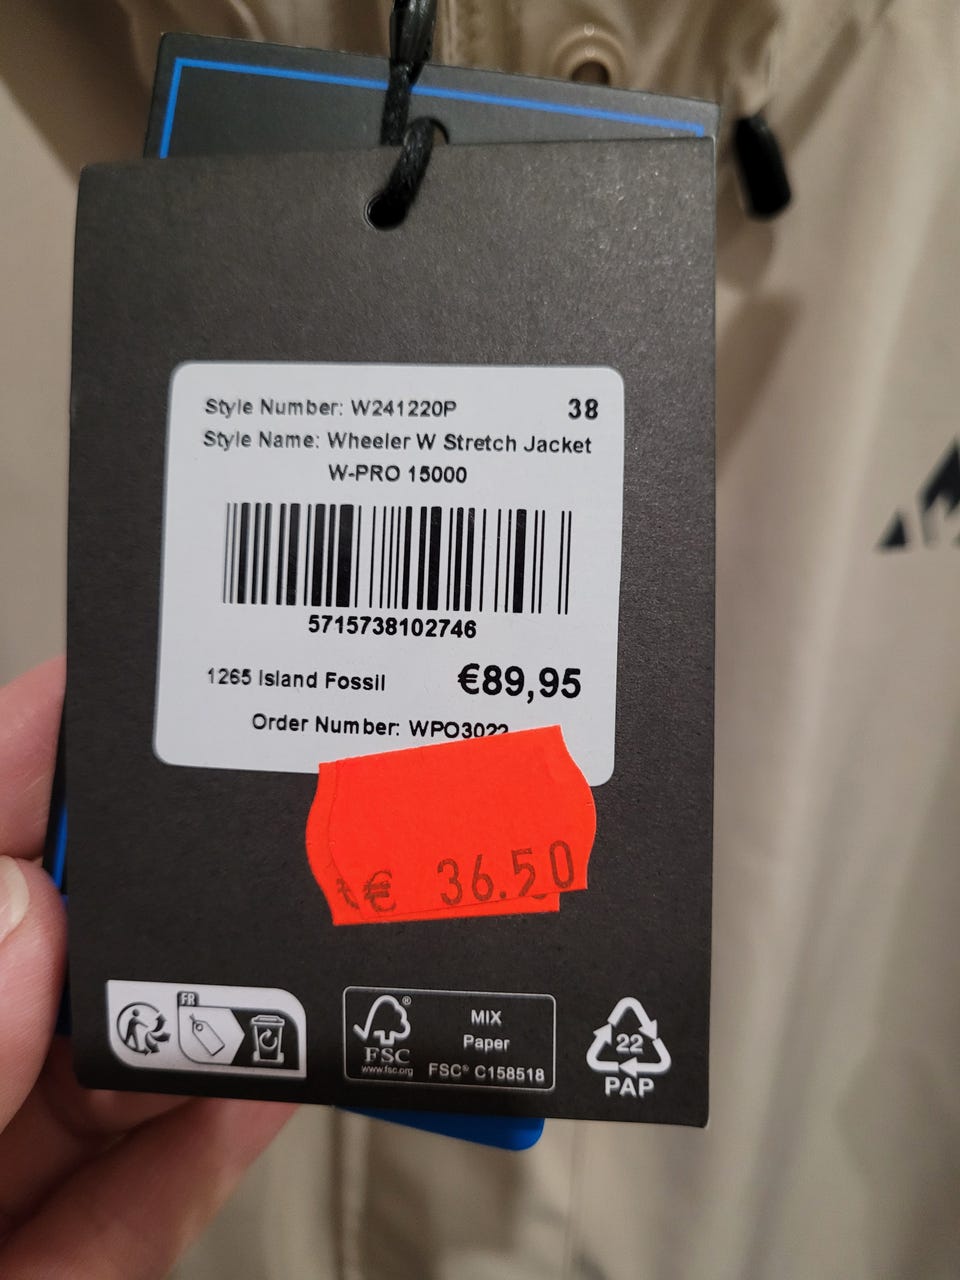 Style Number: W241220P 38
Style Name: Wheeler W Stretch Jacket
W-PRO 15000
5715738102746
1265 Island Fossil €89,95
Order Number: WPO3022
€ 36.50
FR
FSC®
www.fsc.org
MIX
Paper
FSC® C158518
22
PAP